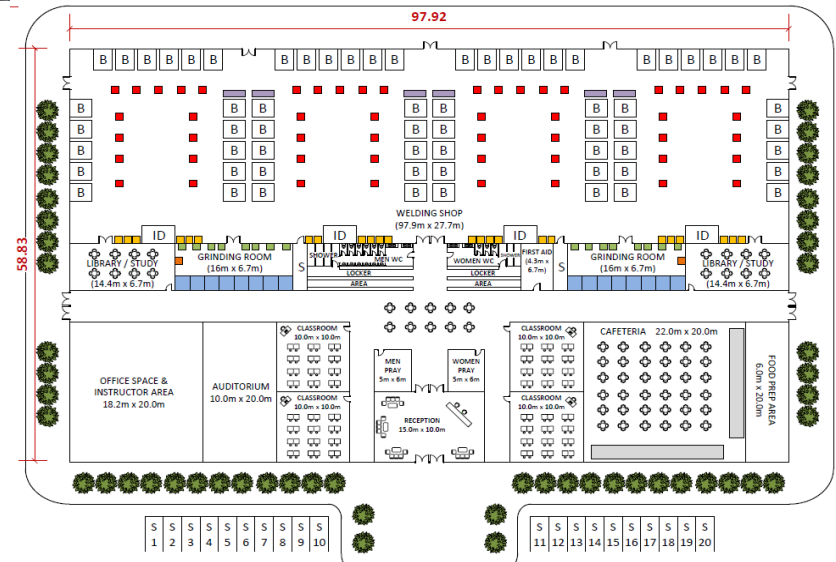 97.92
58.83
B B B B B B B B B B B B B B B B B B B B B B B B
B B B B B B B B
B B B B B B B B
B B B B B B B B
B B B B B B B B
B B B B B B B B
WELDING SHOP
(97.9m x 27.7m)
ID ID ID ID
LIBRARY / STUDY
(14.4m x 6.7m)
GRINDING ROOM
(16m x 6.7m)
S
SHOWER
MEN WC
LOCKER
AREA
WOMEN WC
SHOWER
LOCKER
AREA
FIRST AID
(4.3m x
6.7m)
S
GRINDING ROOM
(16m x 6.7m)
LIBRARY / STUDY
(14.4m x 6.7m)
OFFICE SPACE &
INSTRUCTOR AREA
18.2m x 20.0m
AUDITORIUM
10.0m x 20.0m
CLASSROOM
10.0m x 10.0m
CLASSROOM
10.0m x 10.0m
MEN
PRAY
5m x 6m
WOMEN
PRAY
5m x 6m
RECEPTION
15.0m x 10.0m
CLASSROOM
10.0m x 10.0m
CLASSROOM
10.0m x 10.0m
CAFETERIA 22.0m x 20.0m
FOOD PREP AREA
6.0m x 20.0m
S S S S S S S S S S
1 2 3 4 5 6 7 8 9 10
S S S S S S S S S S
11 12 13 14 15 16 17 18 19 20